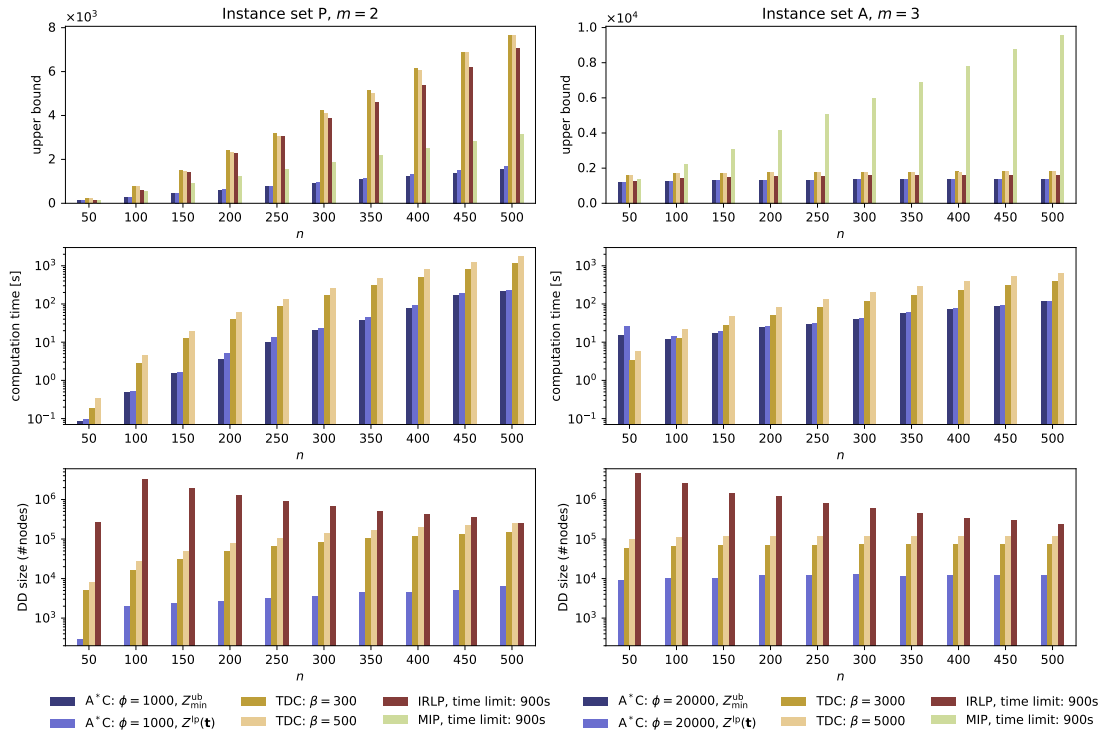 Instance set P, m = 2
×10³
upper bound
8
6
4
2
0
50 100 150 200 250 300 350 400 450 500
n
Instance set A, m = 3
×10⁴
upper bound
1.0
0.8
0.6
0.4
0.2
0.0
50 100 150 200 250 300 350 400 450 500
n
computation time [s]
10³
10²
10¹
10⁰
10⁻¹
50 100 150 200 250 300 350 400 450 500
n
computation time [s]
10³
10²
10¹
10⁰
10⁻¹
50 100 150 200 250 300 350 400 450 500
n
DD size (#nodes)
10⁶
10⁵
10⁴
10³
50 100 150 200 250 300 350 400 450 500
n
DD size (#nodes)
10⁶
10⁵
10⁴
10³
50 100 150 200 250 300 350 400 450 500
n
A*C: ϕ = 1000, Z_min^ub
A*C: ϕ = 1000, Z^lp(t)
TDC: β = 300
TDC: β = 500
IRLP, time limit: 900s
MIP, time limit: 900s
A*C: ϕ = 20000, Z_min^ub
A*C: ϕ = 20000, Z^lp(t)
TDC: β = 3000
TDC: β = 5000
IRLP, time limit: 900s
MIP, time limit: 900s